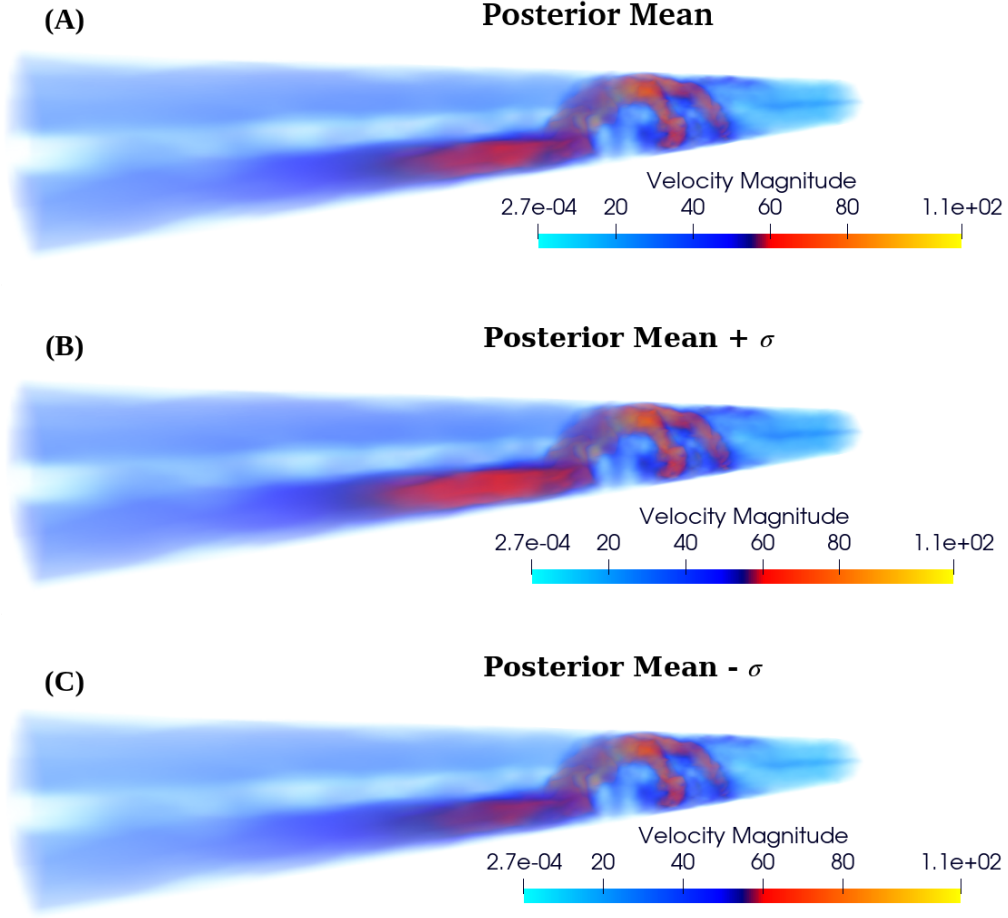 (A)
Posterior Mean
Velocity Magnitude
2.7e-04 20 40 60 80 1.1e+02
(B)
Posterior Mean + σ
Velocity Magnitude
2.7e-04 20 40 60 80 1.1e+02
(C)
Posterior Mean - σ
Velocity Magnitude
2.7e-04 20 40 60 80 1.1e+02